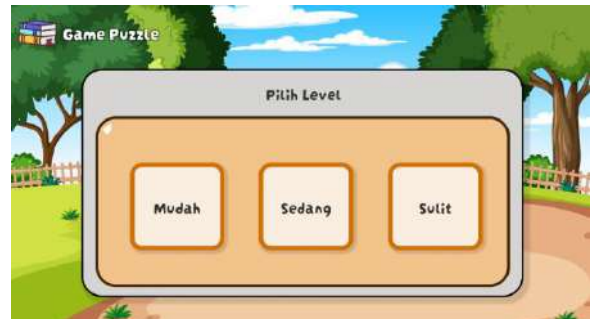 Game Puzzle
Pilih Level
Mudah
Sedang
Sulit